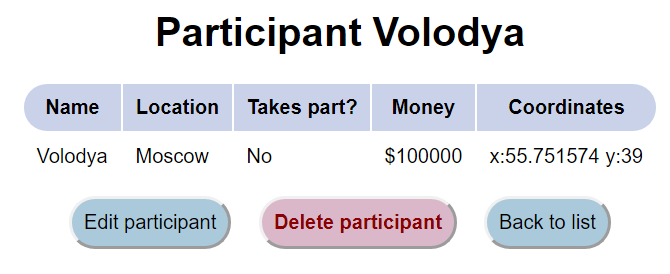 Participant Volodya
Name Location Takes part? Money Coordinates
Volodya Moscow No $100000 x:55.751574 y:39
Edit participant Delete participant Back to list